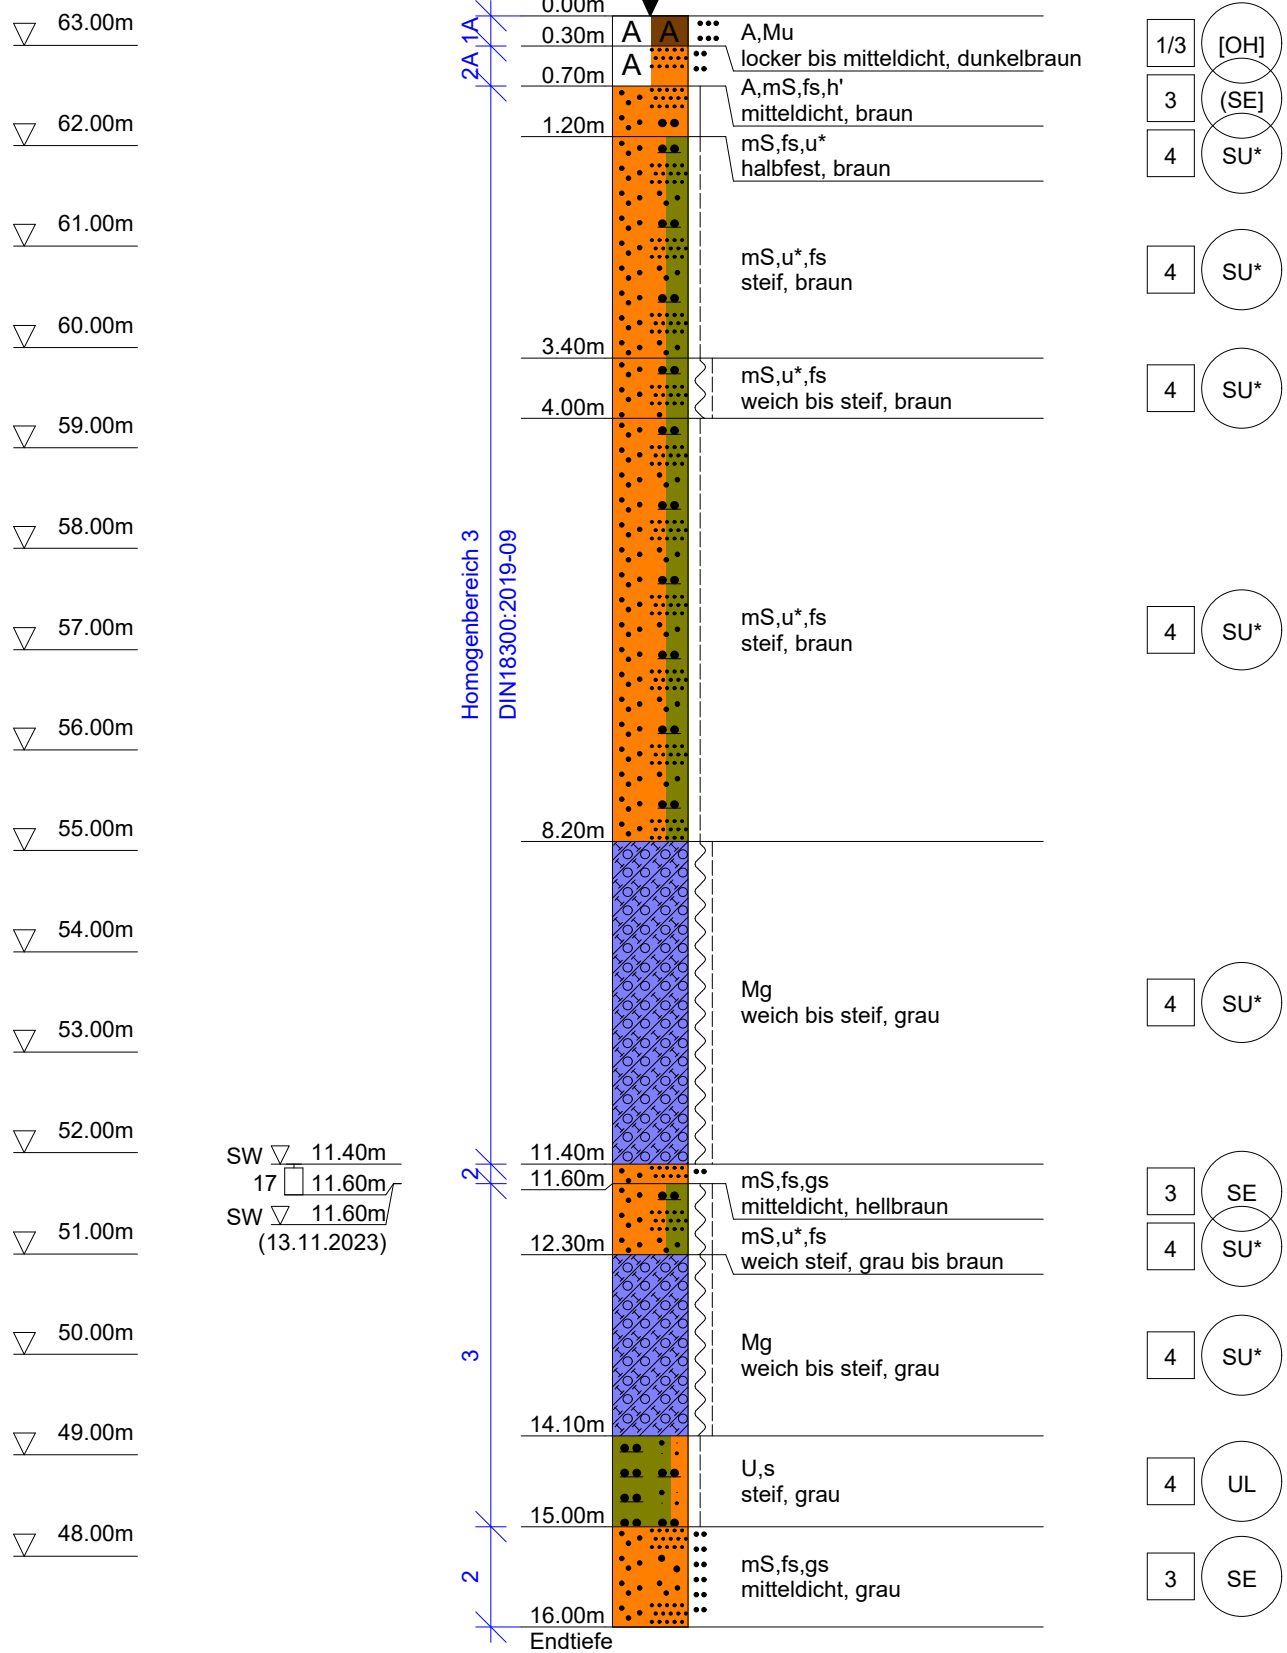 0.00m
63.00m
1A
0.30m
A A
A,Mu
locker bis mitteldicht, dunkelbraun
1/3 [OH]
2A
0.70m
A
A,mS,fs,h'
mitteldicht, braun
3 (SE]
62.00m
1.20m
mS,fs,u*
halbfest, braun
4 SU*
61.00m
mS,u*,fs
steif, braun
4 SU*
60.00m
3.40m
mS,u*,fs
weich bis steif, braun
4 SU*
4.00m
59.00m
58.00m
Homogenbereich 3
DIN18300:2019-09
57.00m
mS,u*,fs
steif, braun
4 SU*
56.00m
55.00m
8.20m
54.00m
Mg
weich bis steif, grau
4 SU*
53.00m
52.00m
SW 11.40m
11.40m
17 11.60m
2
11.60m
mS,fs,gs
mitteldicht, hellbraun
3 SE
SW 11.60m
(13.11.2023)
51.00m
12.30m
mS,u*,fs
weich steif, grau bis braun
4 SU*
50.00m
3
Mg
weich bis steif, grau
4 SU*
49.00m
14.10m
U,s
steif, grau
4 UL
15.00m
48.00m
2
mS,fs,gs
mitteldicht, grau
3 SE
16.00m
Endtiefe